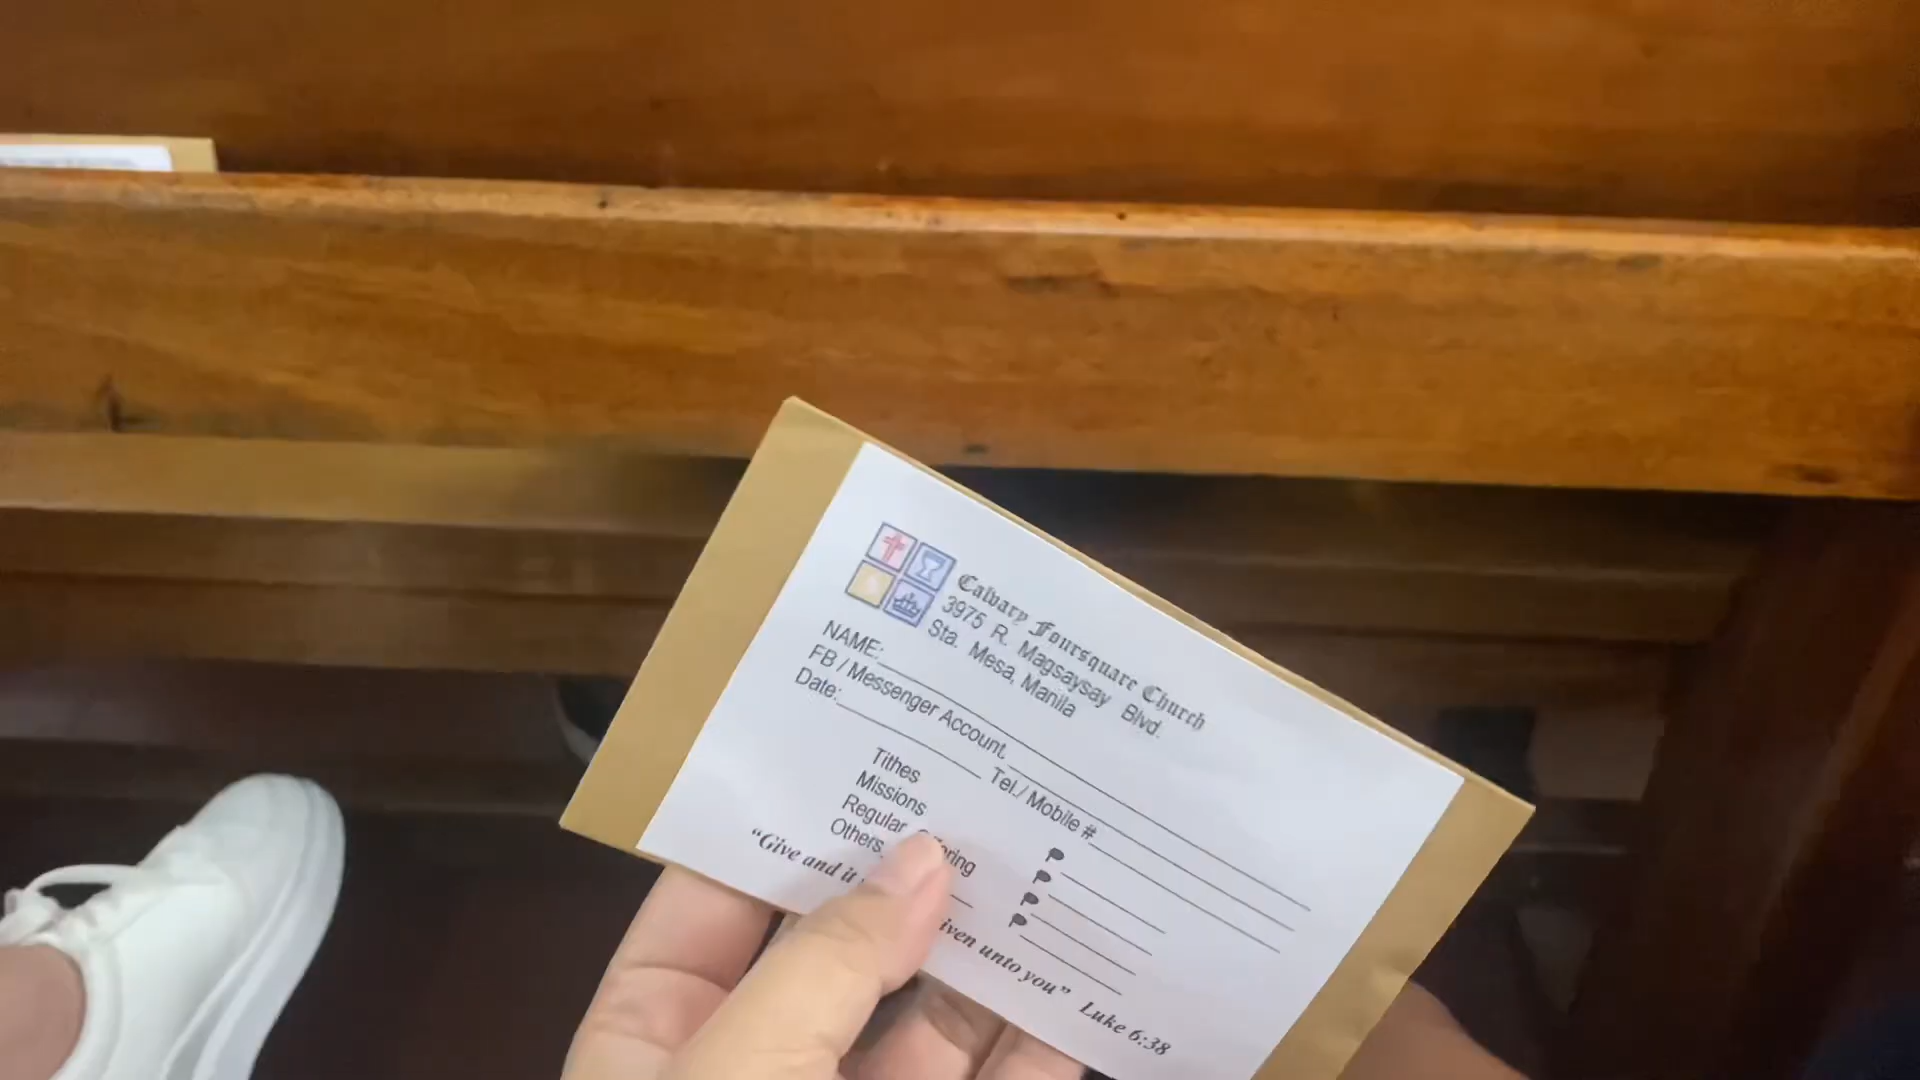 Calvary Foursquare Church
3975 R. Magsaysay Blvd.
Sta. Mesa, Manila
NAME:
FB / Messenger Account
Date: Tel./ Mobile #
Tithes ₱
Missions ₱
Regular ₱
Others ₱
"Give and it unto you" Luke 6:38